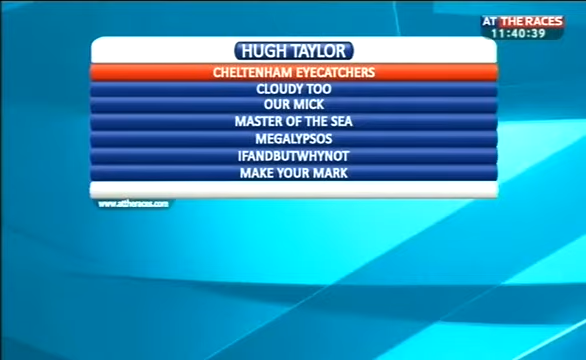 AT THE RACES
11:40:39
HUGH TAYLOR
CHELTENHAM EYECATCHERS
CLOUDY TOO
OUR MICK
MASTER OF THE SEA
MEGALYPSOS
IFANDBUTWHYNOT
MAKE YOUR MARK
www.attheraces.com